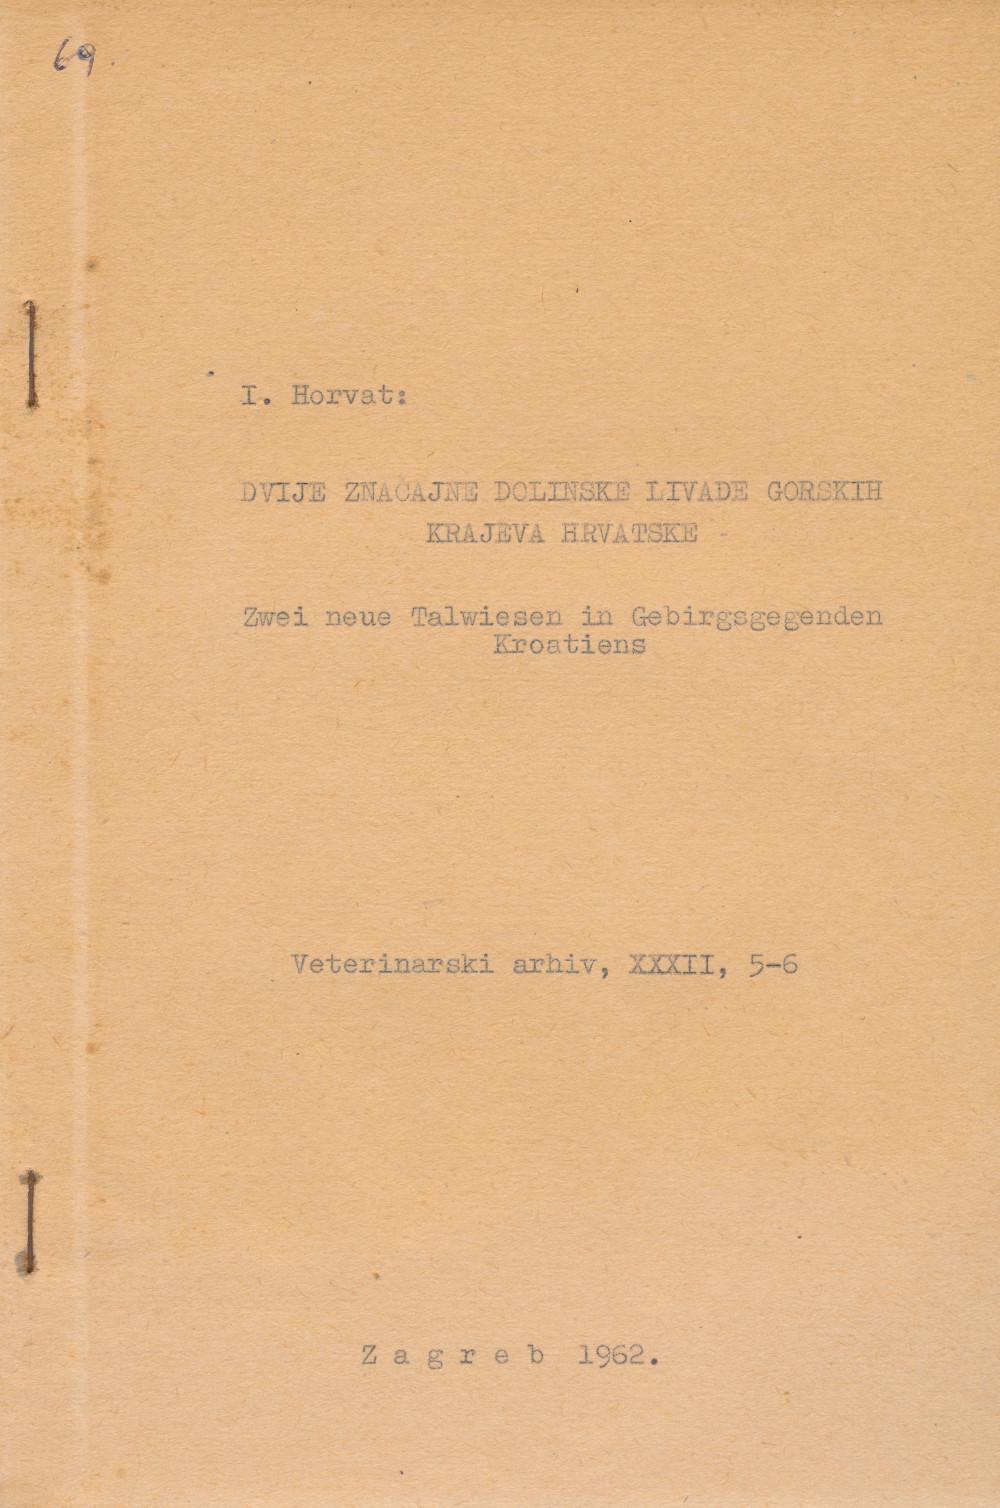 69.
I. Horvat:
DVIJE ZNAČAJNE DOLINSKE LIVADE GORSKIH
KRAJEVA HRVATSKE
Zwei neue Talwiesen in Gebirgsgegenden
Kroatiens
Veterinarski arhiv, XXXII, 5-6
Z a g r e b 1962.